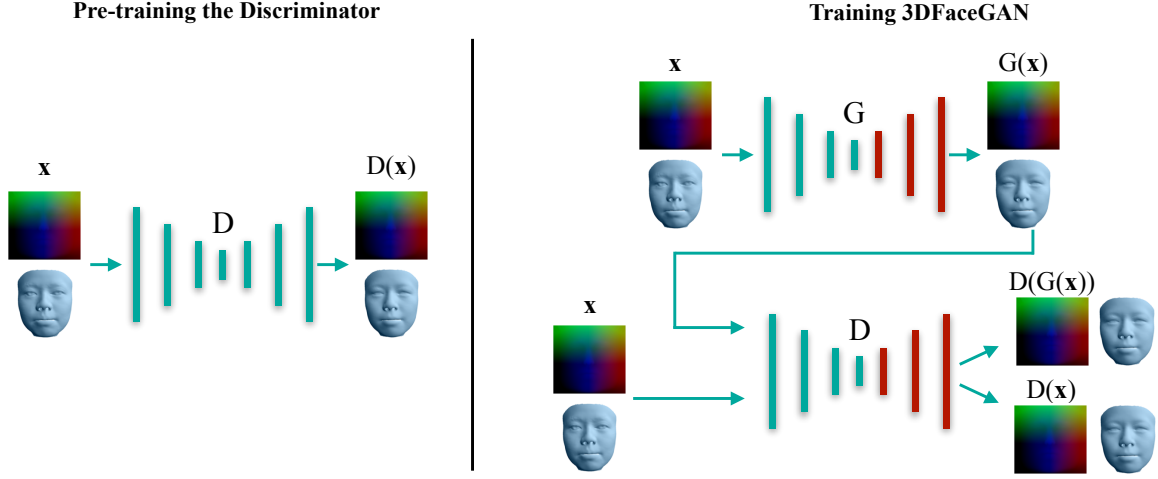 Pre-training the Discriminator
x
D
D(x)
Training 3DFaceGAN
x
G
G(x)
x
D
D(G(x))
D(x)